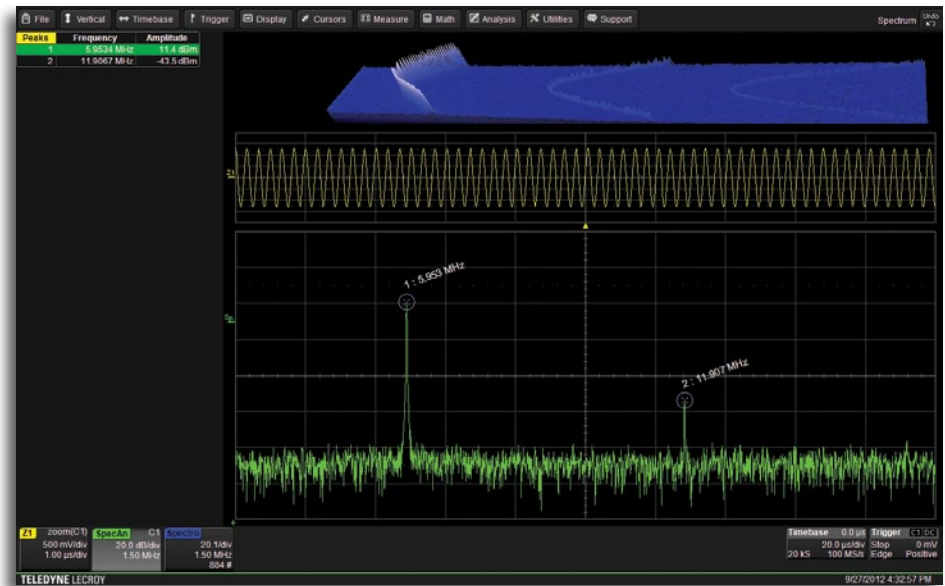 File Vertical Timebase Trigger Display Cursors Measure Math Analysis Utilities Support Spectrum Undo
Peaks Frequency Amplitude
1 5.9534 MHz 11.4 dBm
2 11.9067 MHz -43.5 dBm
Z1
1 : 5.953 MHz
Sp
2 : 11.907 MHz
Z1 zoom(C1) SpecAn C1 Spectro
500 mV/div 20.0 dB/div 20.1/div
1.00 µs/div 1.50 MHz 1.50 MHz
884 #
Timebase 0.0 µs Trigger C1 DC
20.0 µs/div Stop 0 mV
20 kS 100 MS/s Edge Positive
TELEDYNE LECROY 9/27/2012 4:32:57 PM